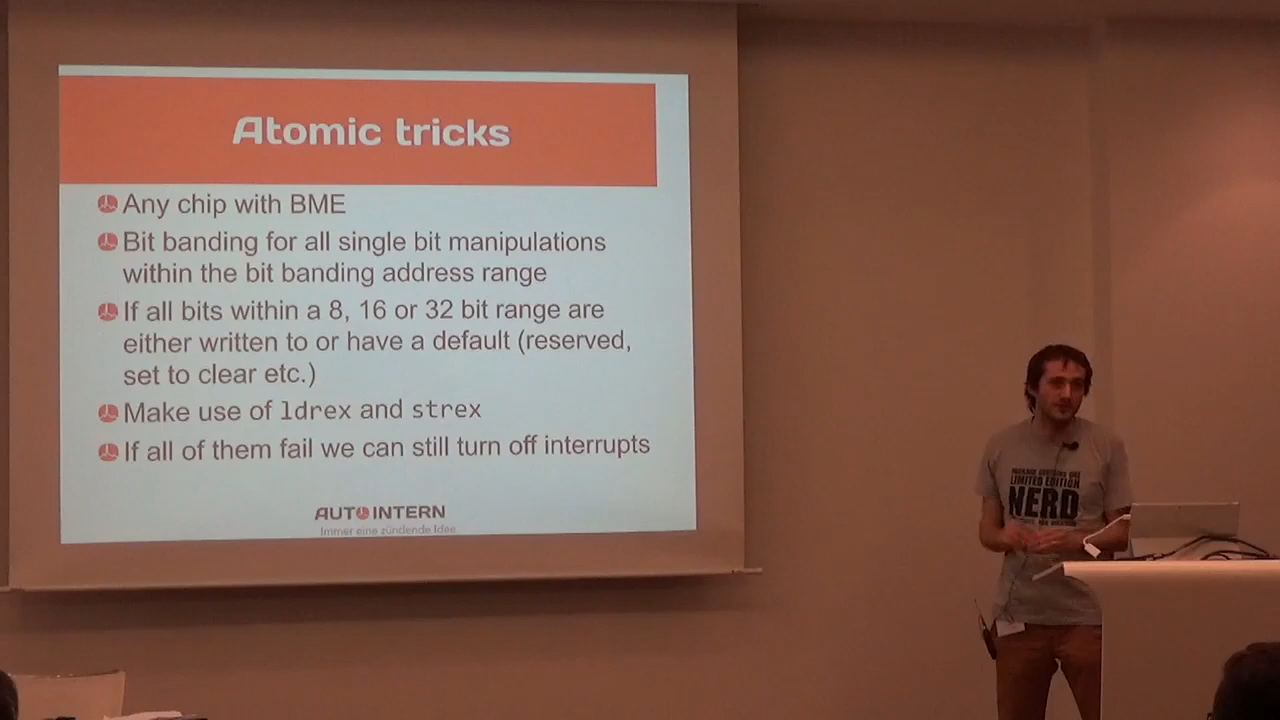 Atomic tricks
Any chip with BME
Bit banding for all single bit manipulations
within the bit banding address range
If all bits within a 8, 16 or 32 bit range are
either written to or have a default (reserved,
set to clear etc.)
Make use of ldrex and strex
If all of them fail we can still turn off interrupts
AUTOINTERN
Immer eine zündende Idee
LIMITED EDITION
NERD